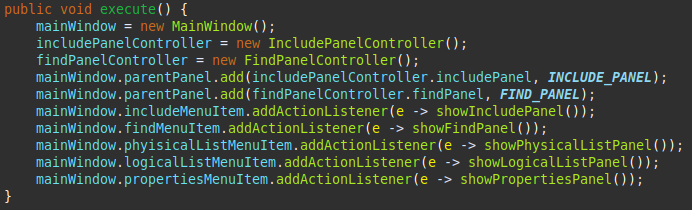 public void execute() {
    mainWindow = new MainWindow();
    includePanelController = new IncludePanelController();
    findPanelController = new FindPanelController();
    mainWindow.parentPanel.add(includePanelController.includePanel, INCLUDE_PANEL);
    mainWindow.parentPanel.add(findPanelController.findPanel, FIND_PANEL);
    mainWindow.includeMenuItem.addActionListener(e -> showIncludePanel());
    mainWindow.findMenuItem.addActionListener(e -> showFindPanel());
    mainWindow.phyisicalListMenuItem.addActionListener(e -> showPhysicalListPanel());
    mainWindow.logicalListMenuItem.addActionListener(e -> showLogicalListPanel());
    mainWindow.propertiesMenuItem.addActionListener(e -> showPropertiesPanel());
}